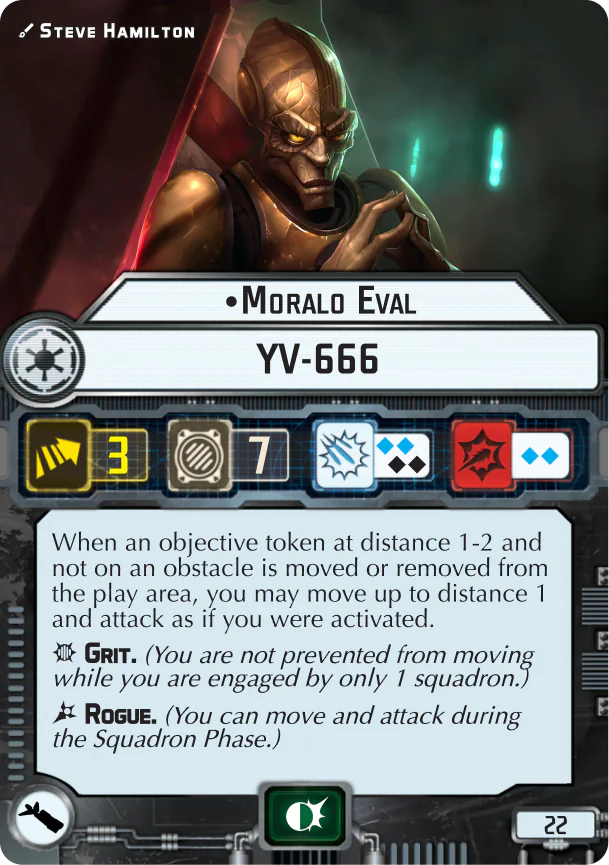 Steve Hamilton
•Moralo Eval
YV-666
3 7
When an objective token at distance 1-2 and
not on an obstacle is moved or removed from
the play area, you may move up to distance 1
and attack as if you were activated.
Grit. (You are not prevented from moving
while you are engaged by only 1 squadron.)
Rogue. (You can move and attack during
the Squadron Phase.)
22